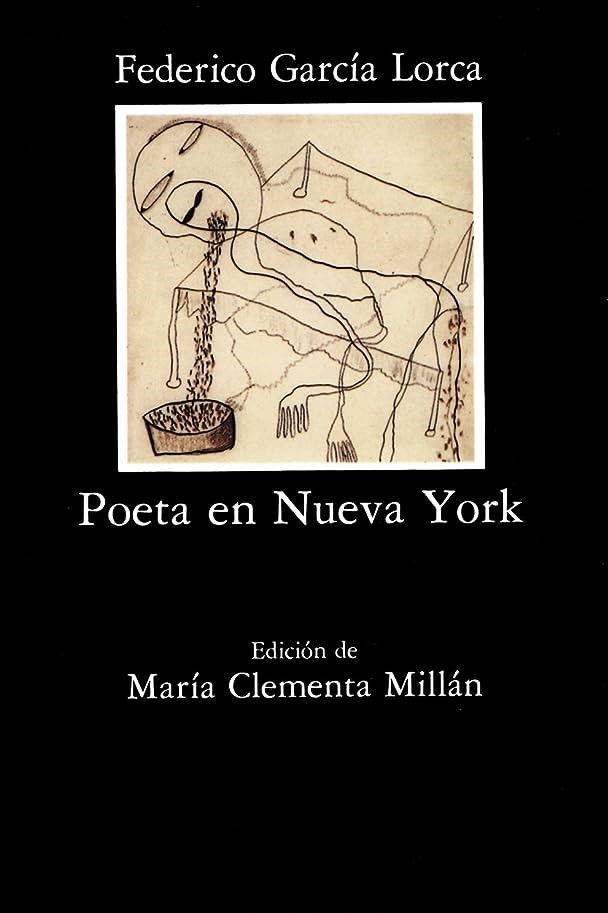 Federico García Lorca
Poeta en Nueva York
Edición de
María Clementa Millán